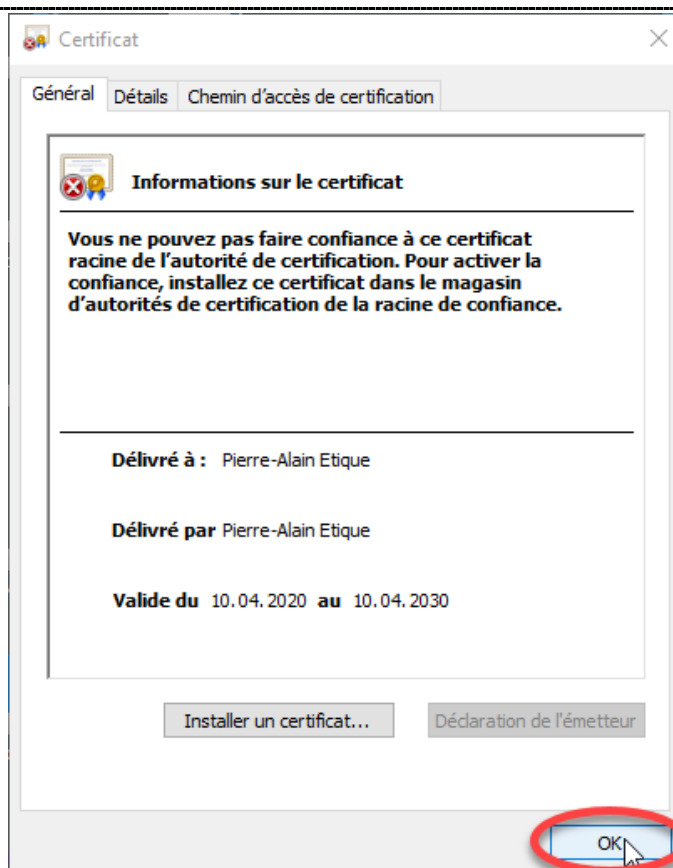 Certificat
Général Détails Chemin d'accès de certification
Informations sur le certificat
Vous ne pouvez pas faire confiance à ce certificat
racine de l'autorité de certification. Pour activer la
confiance, installez ce certificat dans le magasin
d'autorités de certification de la racine de confiance.
Délivré à : Pierre-Alain Etique
Délivré par Pierre-Alain Etique
Valide du 10.04.2020 au 10.04.2030
Installer un certificat... Déclaration de l'émetteur
OK